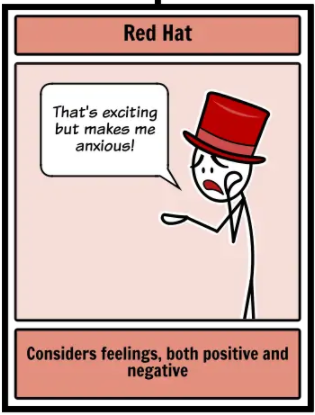 Red Hat
That's exciting
but makes me
anxious!
Considers feelings, both positive and
negative